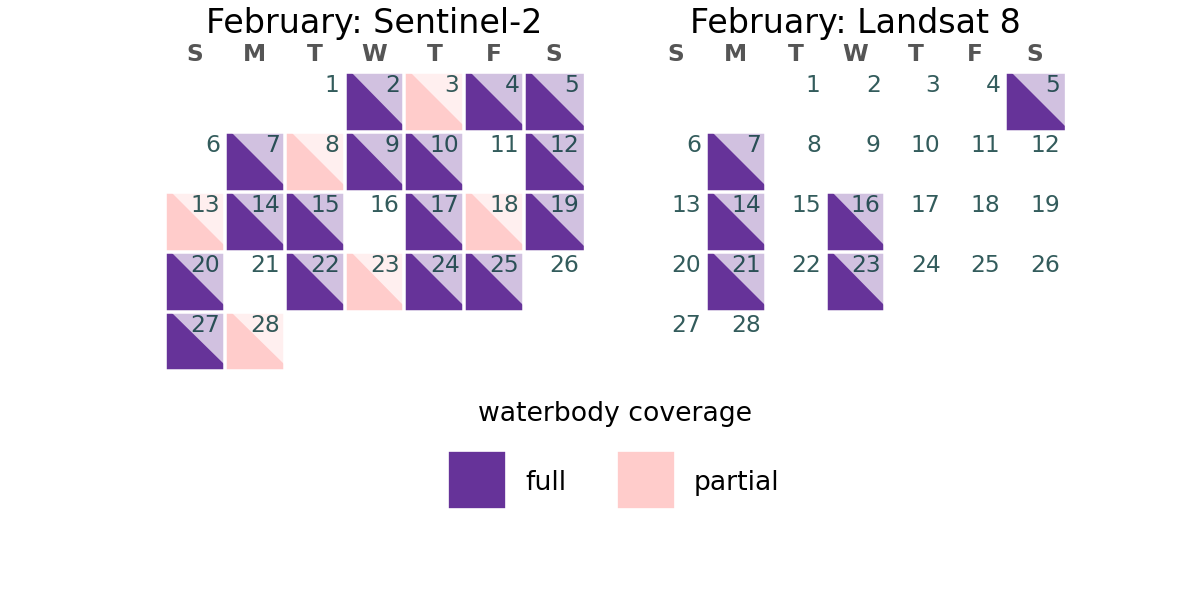 February: Sentinel-2
S M T W T F S
1 2 3 4 5
6 7 8 9 10 11 12
13 14 15 16 17 18 19
20 21 22 23 24 25 26
27 28
February: Landsat 8
S M T W T F S
1 2 3 4 5
6 7 8 9 10 11 12
13 14 15 16 17 18 19
20 21 22 23 24 25 26
27 28
waterbody coverage
full partial